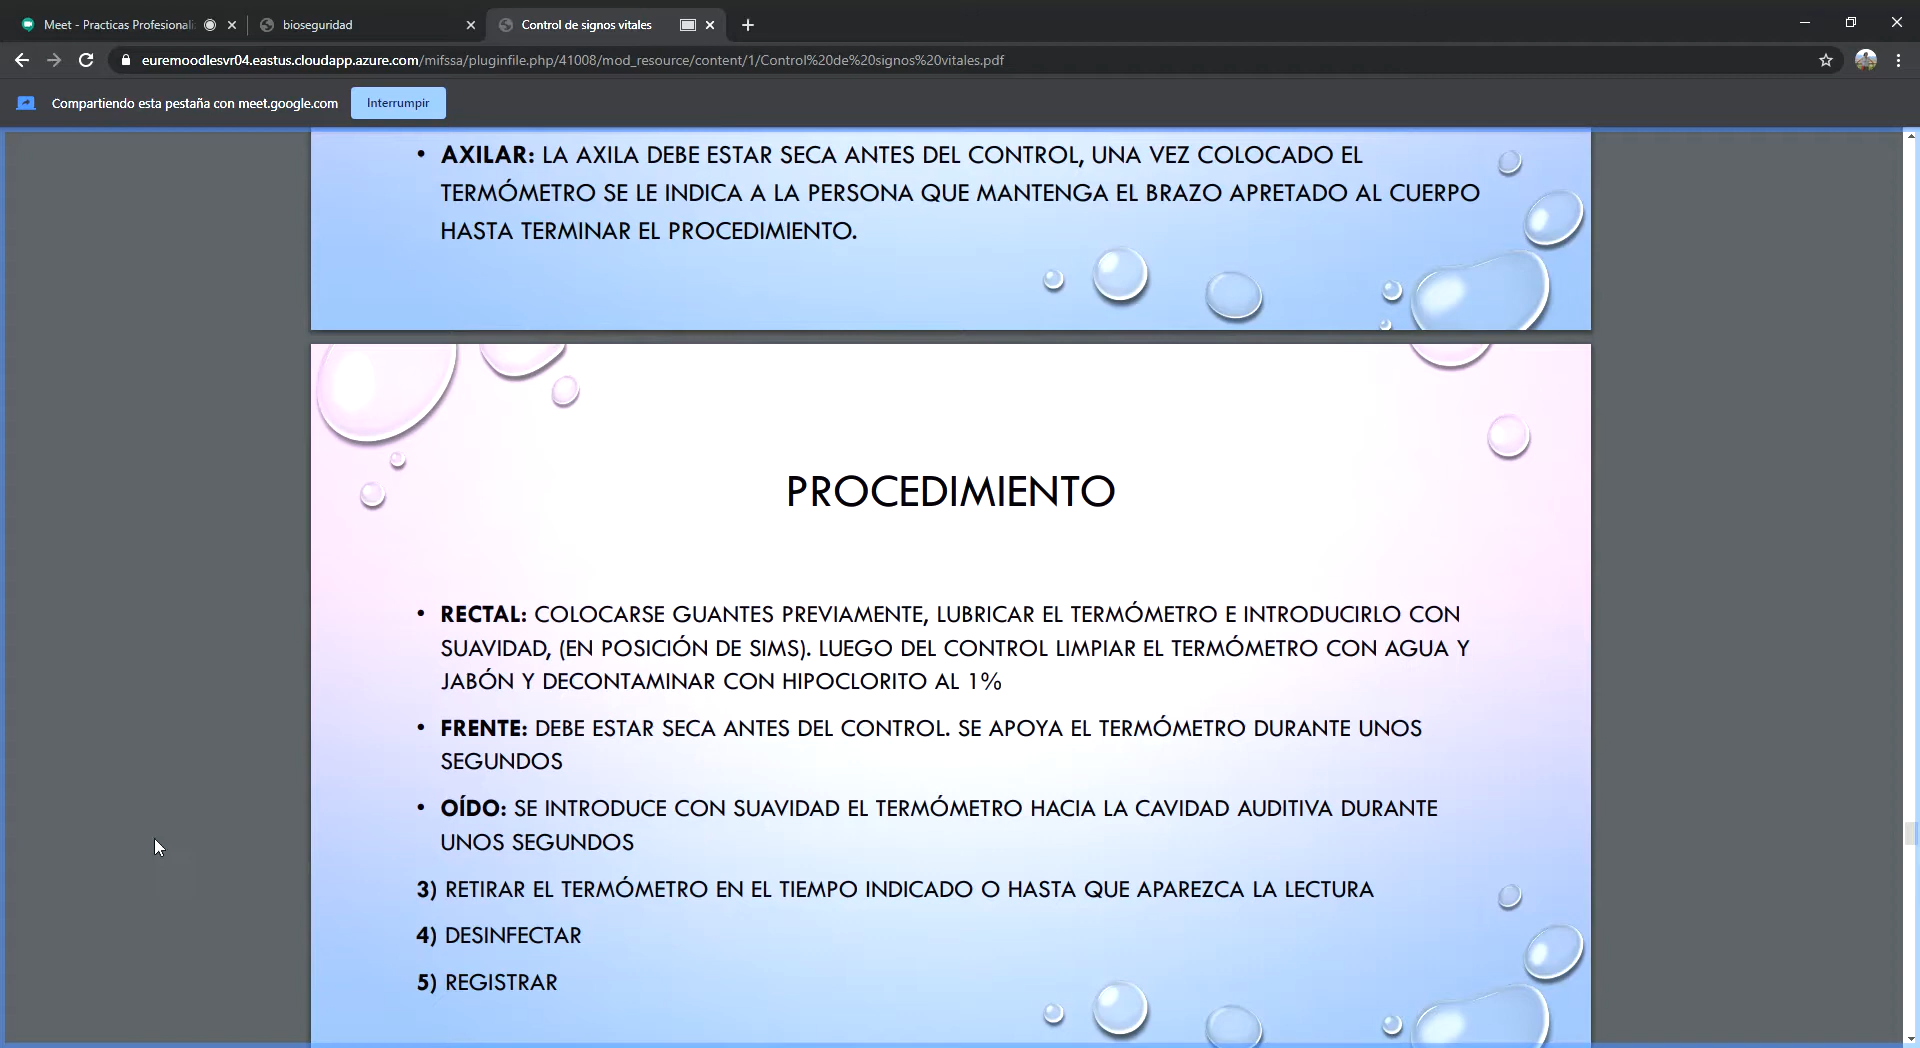 Meet - Practicas Profesionali
bioseguridad
Control de signos vitales
euremoodlesvr04.eastus.cloudapp.azure.com/mifssa/pluginfile.php/41008/mod_resource/content/1/Control%20de%20signos%20vitales.pdf
Compartiendo esta pestaña con meet.google.com
Interrumpir
• AXILAR: LA AXILA DEBE ESTAR SECA ANTES DEL CONTROL, UNA VEZ COLOCADO EL
TERMÓMETRO SE LE INDICA A LA PERSONA QUE MANTENGA EL BRAZO APRETADO AL CUERPO
HASTA TERMINAR EL PROCEDIMIENTO.
PROCEDIMIENTO
• RECTAL: COLOCARSE GUANTES PREVIAMENTE, LUBRICAR EL TERMÓMETRO E INTRODUCIRLO CON
SUAVIDAD, (EN POSICIÓN DE SIMS). LUEGO DEL CONTROL LIMPIAR EL TERMÓMETRO CON AGUA Y
JABÓN Y DECONTAMINAR CON HIPOCLORITO AL 1%
• FRENTE: DEBE ESTAR SECA ANTES DEL CONTROL. SE APOYA EL TERMÓMETRO DURANTE UNOS
SEGUNDOS
• OÍDO: SE INTRODUCE CON SUAVIDAD EL TERMÓMETRO HACIA LA CAVIDAD AUDITIVA DURANTE
UNOS SEGUNDOS
3) RETIRAR EL TERMÓMETRO EN EL TIEMPO INDICADO O HASTA QUE APAREZCA LA LECTURA
4) DESINFECTAR
5) REGISTRAR